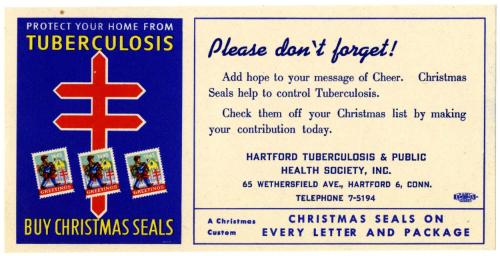 PROTECT YOUR HOME FROM
TUBERCULOSIS
GREETINGS
GREETINGS
GREETINGS
BUY CHRISTMAS SEALS
Please don't forget!
Add hope to your message of Cheer. Christmas
Seals help to control Tuberculosis.
Check them off your Christmas list by making
your contribution today.
HARTFORD TUBERCULOSIS & PUBLIC
HEALTH SOCIETY, INC.
65 WETHERSFIELD AVE., HARTFORD 6, CONN.
TELEPHONE 7-5194
A Christmas
Custom
CHRISTMAS SEALS ON
EVERY LETTER AND PACKAGE